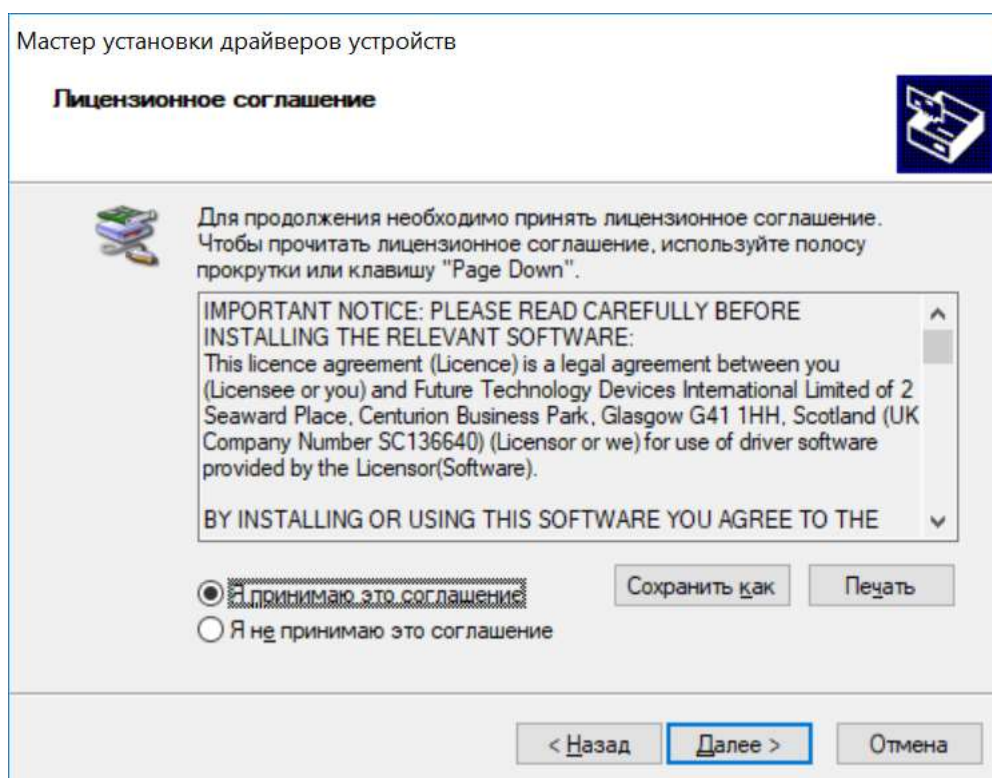 Мастер установки драйверов устройств
Лицензионное соглашение
Для продолжения необходимо принять лицензионное соглашение.
Чтобы прочитать лицензионное соглашение, используйте полосу
прокрутки или клавишу "Page Down".
IMPORTANT NOTICE: PLEASE READ CAREFULLY BEFORE
INSTALLING THE RELEVANT SOFTWARE:
This licence agreement (Licence) is a legal agreement between you
(Licensee or you) and Future Technology Devices International Limited of 2
Seaward Place, Centurion Business Park, Glasgow G41 1HH, Scotland (UK
Company Number SC136640) (Licensor or we) for use of driver software
provided by the Licensor(Software).
BY INSTALLING OR USING THIS SOFTWARE YOU AGREE TO THE
Я принимаю это соглашение
Сохранить как
Печать
Я не принимаю это соглашение
< Назад
Далее >
Отмена